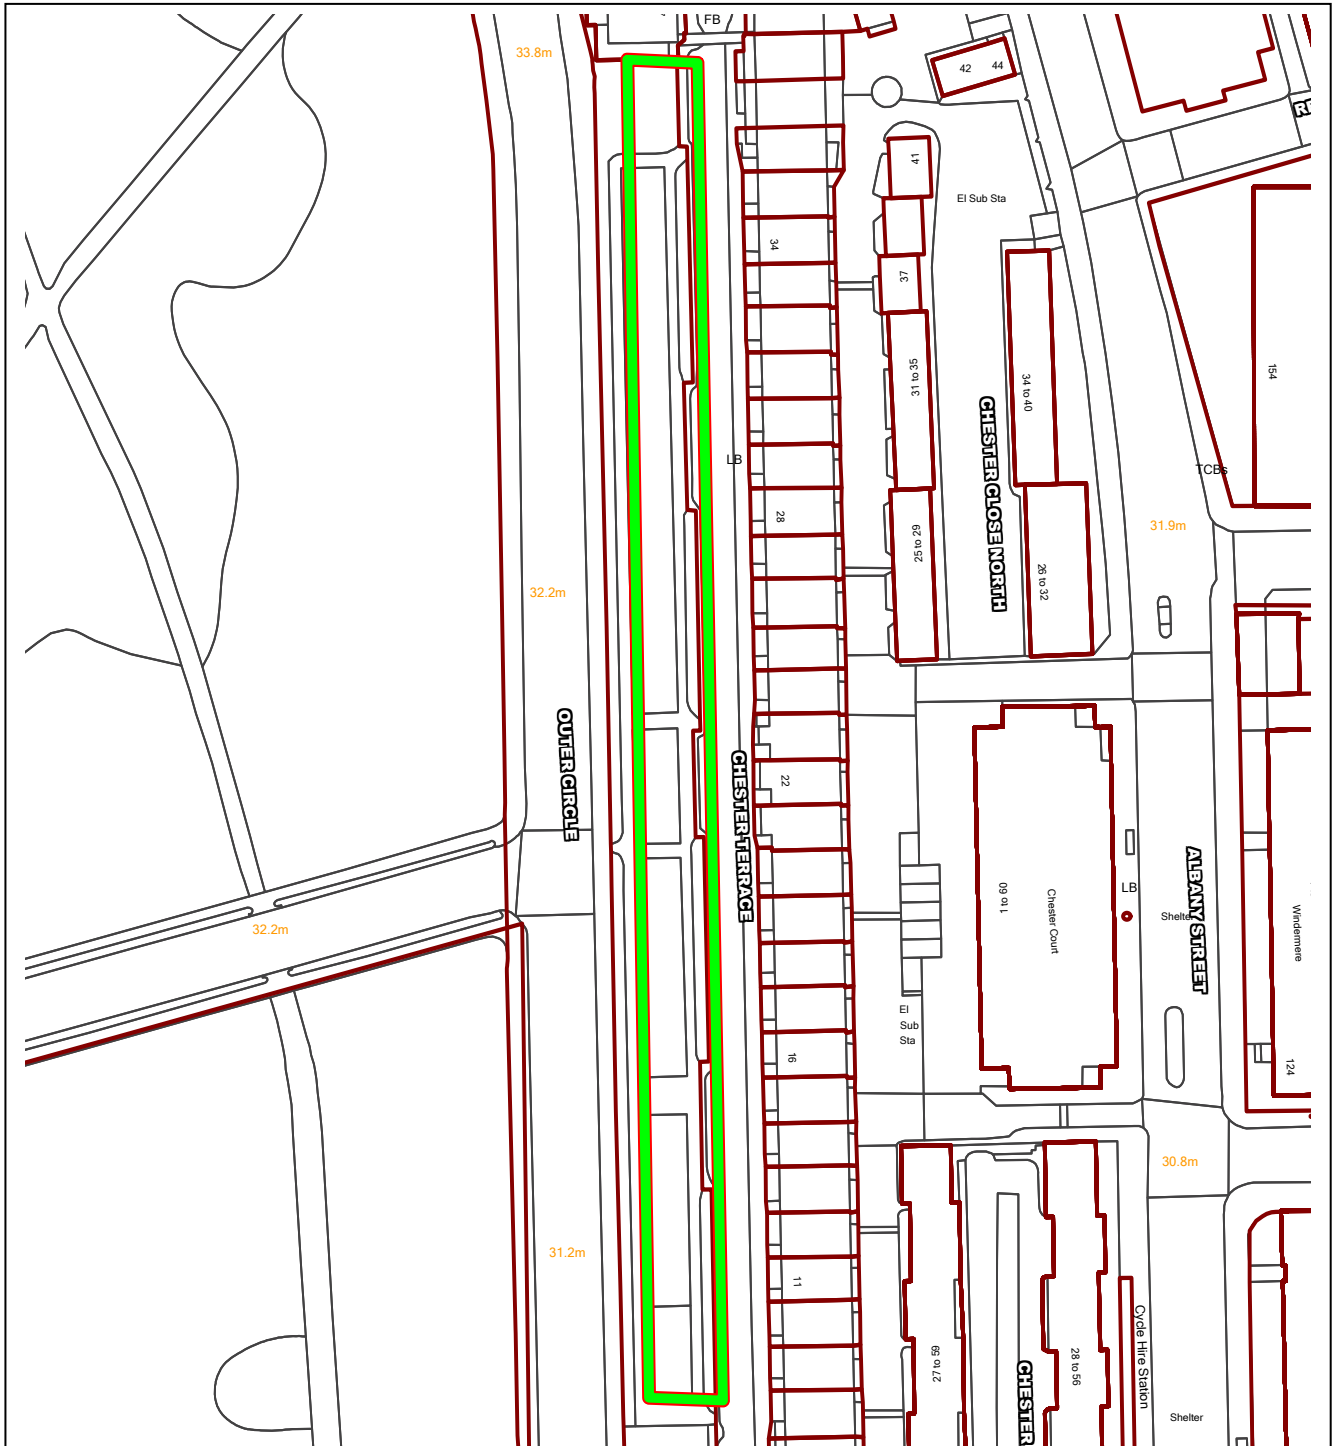 FB
33.8m
42
44
41
El Sub Sta
34
37
31 to 35
34 to 40
154
CHESTER CLOSE NORTH
LB
TCBs
28
25 to 29
31.9m
26 to 32
32.2m
OUTER CIRCLE
CHESTER TERRACE
22
1 to 60
Chester Court
LB
Shelter
ALBANY STREET
Windermere
32.2m
El
Sub
Sta
16
124
30.8m
31.2m
11
27 to 59
CHESTER
28 to 56
Cycle Hire Station
Shelter